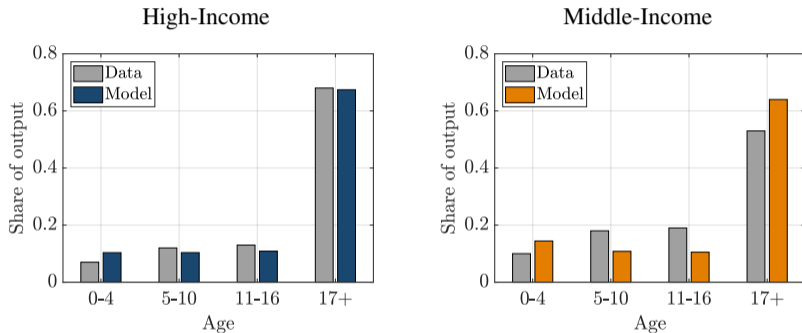 High-Income
0.8
0.6
0.4
0.2
0
Share of output
Data
Model
0-4
5-10
11-16
17+
Age
Middle-Income
0.8
0.6
0.4
0.2
0
Share of output
Data
Model
0-4
5-10
11-16
17+
Age